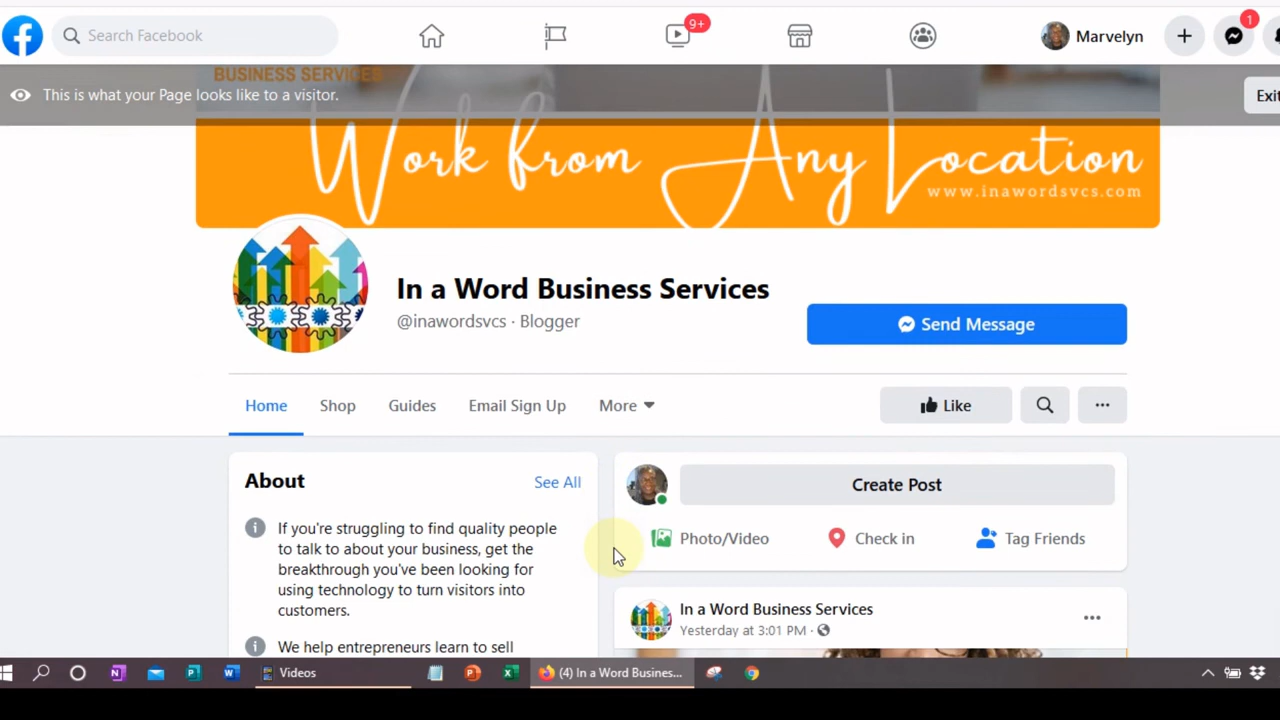 Search Facebook
9+
Marvelyn
1
BUSINESS SERVICES
This is what your Page looks like to a visitor.
Exit
Work from Any Location
www.inawordsvcs.com
In a Word Business Services
@inawordsvcs · Blogger
Send Message
Home
Shop
Guides
Email Sign Up
More
Like
About
See All
Create Post
If you're struggling to find quality people
to talk to about your business, get the
breakthrough you've been looking for
using technology to turn visitors into
customers.
Photo/Video
Check in
Tag Friends
In a Word Business Services
Yesterday at 3:01 PM ·
We help entrepreneurs learn to sell
Videos
(4) In a Word Busines...